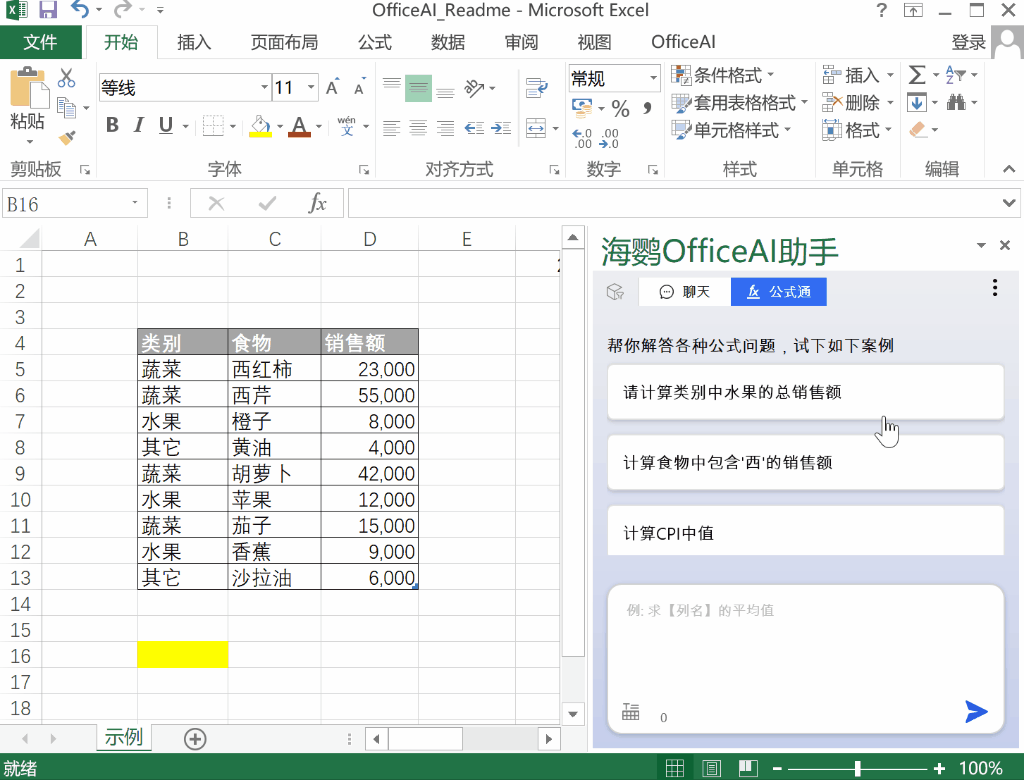 OfficeAI_Readme - Microsoft Excel
文件 开始 插入 页面布局 公式 数据 审阅 视图 OfficeAI 登录
粘贴
剪贴板
等线 11
B I U A wén 文
字体
对齐方式
常规
% ,
数字
条件格式
套用表格格式
单元格样式
样式
插入
删除
格式
单元格
编辑
B16 fx
A B C D E
1
2
3
4 类别 食物 销售额
5 蔬菜 西红柿 23,000
6 蔬菜 西芹 55,000
7 水果 橙子 8,000
8 其它 黄油 4,000
9 蔬菜 胡萝卜 42,000
10 水果 苹果 12,000
11 蔬菜 茄子 15,000
12 水果 香蕉 9,000
13 其它 沙拉油 6,000
14
15
16
17
18
示例
就绪 100%
海鹦OfficeAI助手
聊天 fx 公式通
帮你解答各种公式问题，试下如下案例
请计算类别中水果的总销售额
计算食物中包含'西'的销售额
计算CPI中值
例: 求【列名】的平均值
0